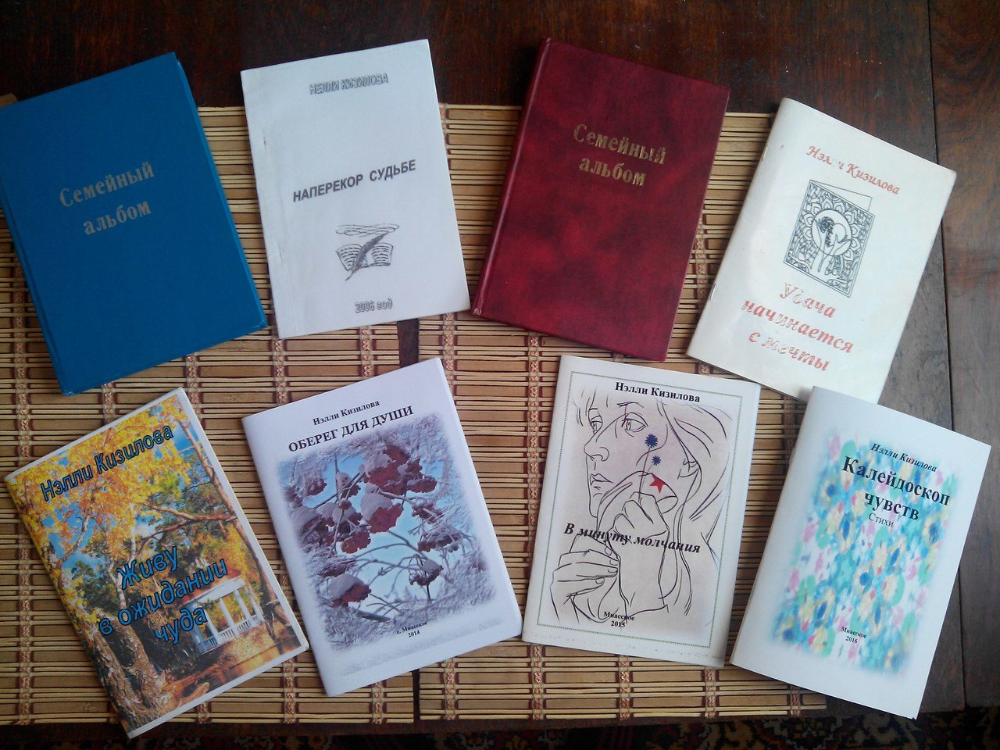 Семейный
альбом
НЕЛЛИ КИЗИЛОВА
НАПЕРЕКОР СУДЬБЕ
2006 год
Семейный
альбом
Нэлли Кизилова
Удача
начинается
с мечты
Нэлли Кизилова
Живу
в ожидании
чуда
Нэлли Кизилова
ОБЕРЕГ ДЛЯ ДУШИ
с. Миасское
2014
Нэлли Кизилова
В минуту молчания
Миасское
2015
Нэлли Кизилова
Калейдоскоп
чувств
Стихи
Миасское
2016